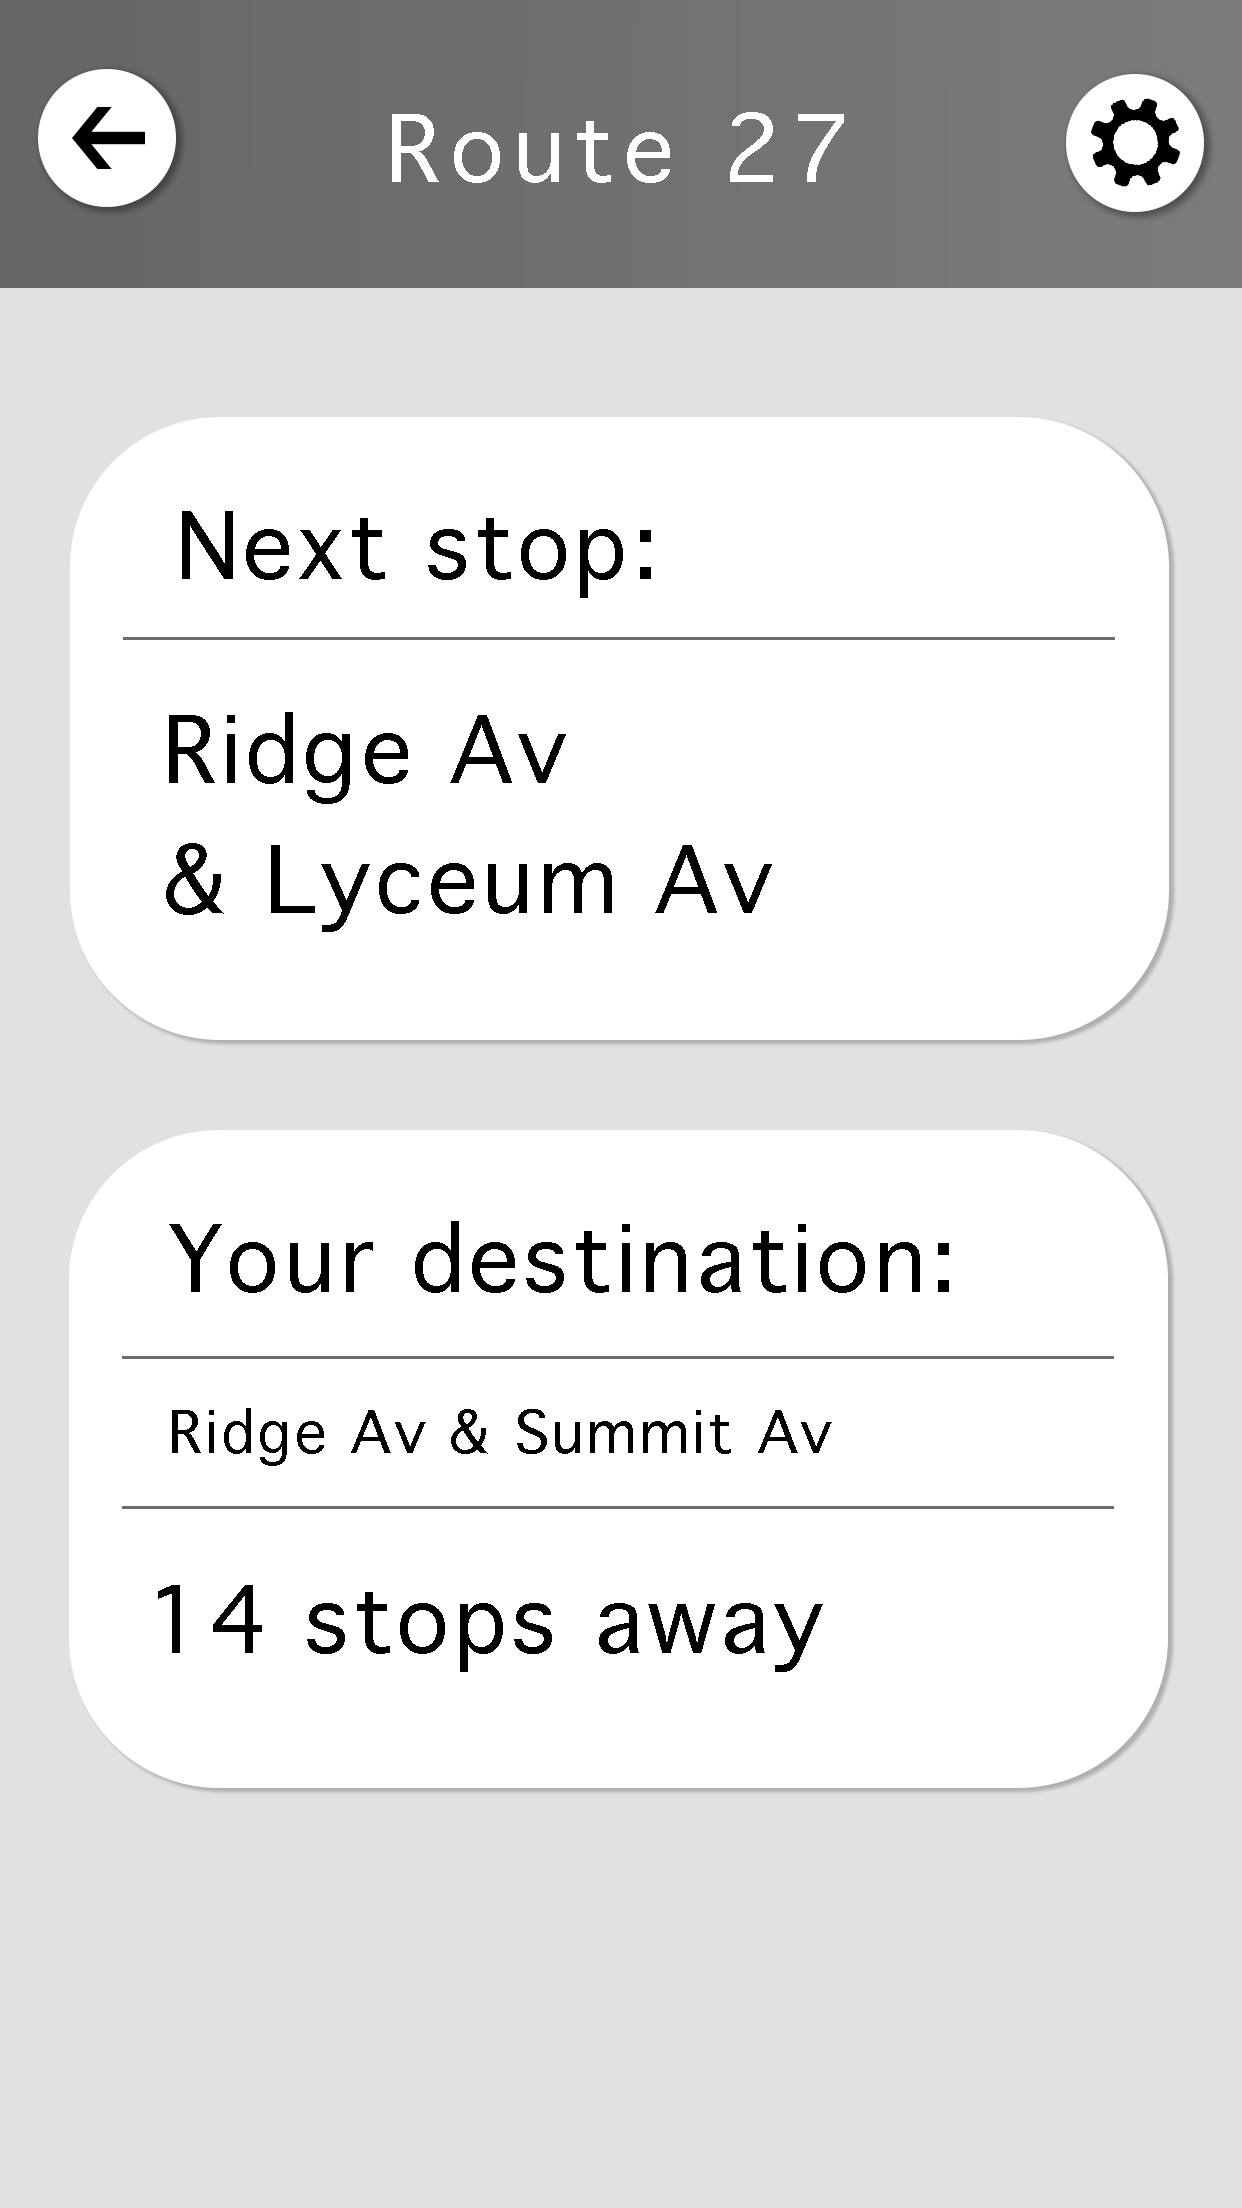 Route 27
Next stop:
Ridge Av
& Lyceum Av
Your destination:
Ridge Av & Summit Av
14 stops away